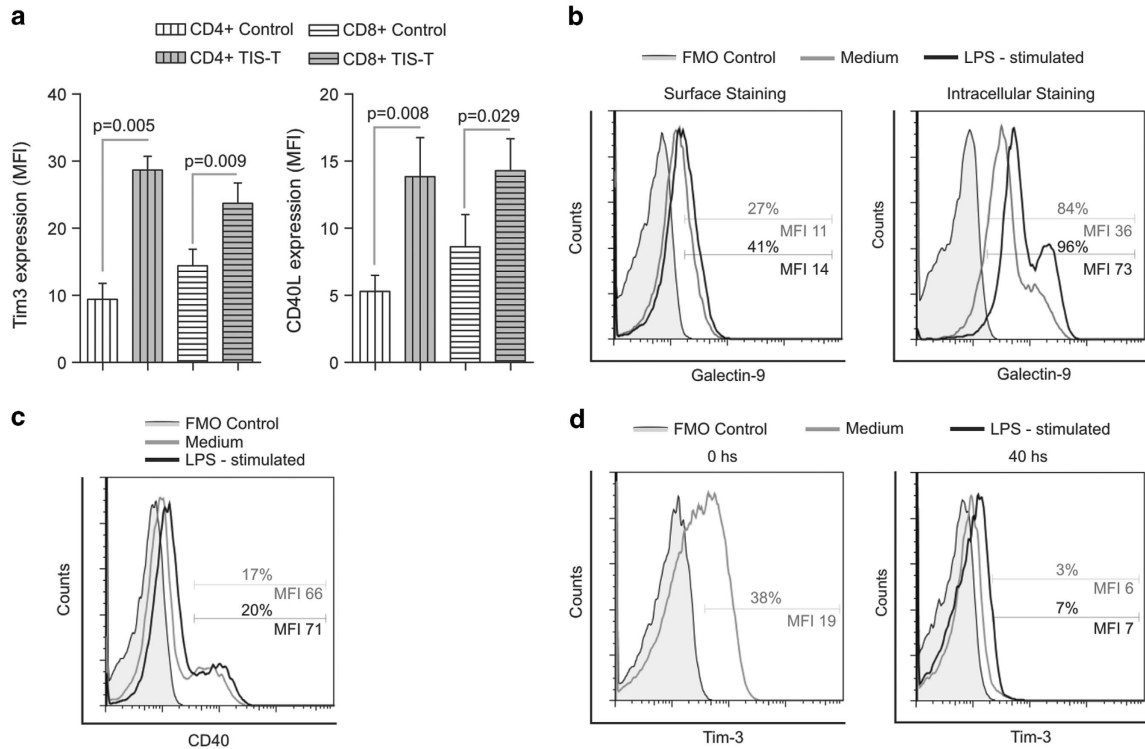 a
CD4+ Control
CD8+ Control
CD4+ TIS-T
CD8+ TIS-T
Tim3 expression (MFI)
40
30
20
10
0
p=0.005
p=0.009
CD40L expression (MFI)
20
15
10
5
0
p=0.008
p=0.029
b
FMO Control
Medium
LPS - stimulated
Surface Staining
Counts
27%
MFI 11
41%
MFI 14
Galectin-9
Intracellular Staining
Counts
84%
MFI 36
96%
MFI 73
Galectin-9
c
FMO Control
Medium
LPS - stimulated
Counts
17%
MFI 66
20%
MFI 71
CD40
d
FMO Control
Medium
LPS - stimulated
0 hs
Counts
38%
MFI 19
Tim-3
40 hs
Counts
3%
MFI 6
7%
MFI 7
Tim-3